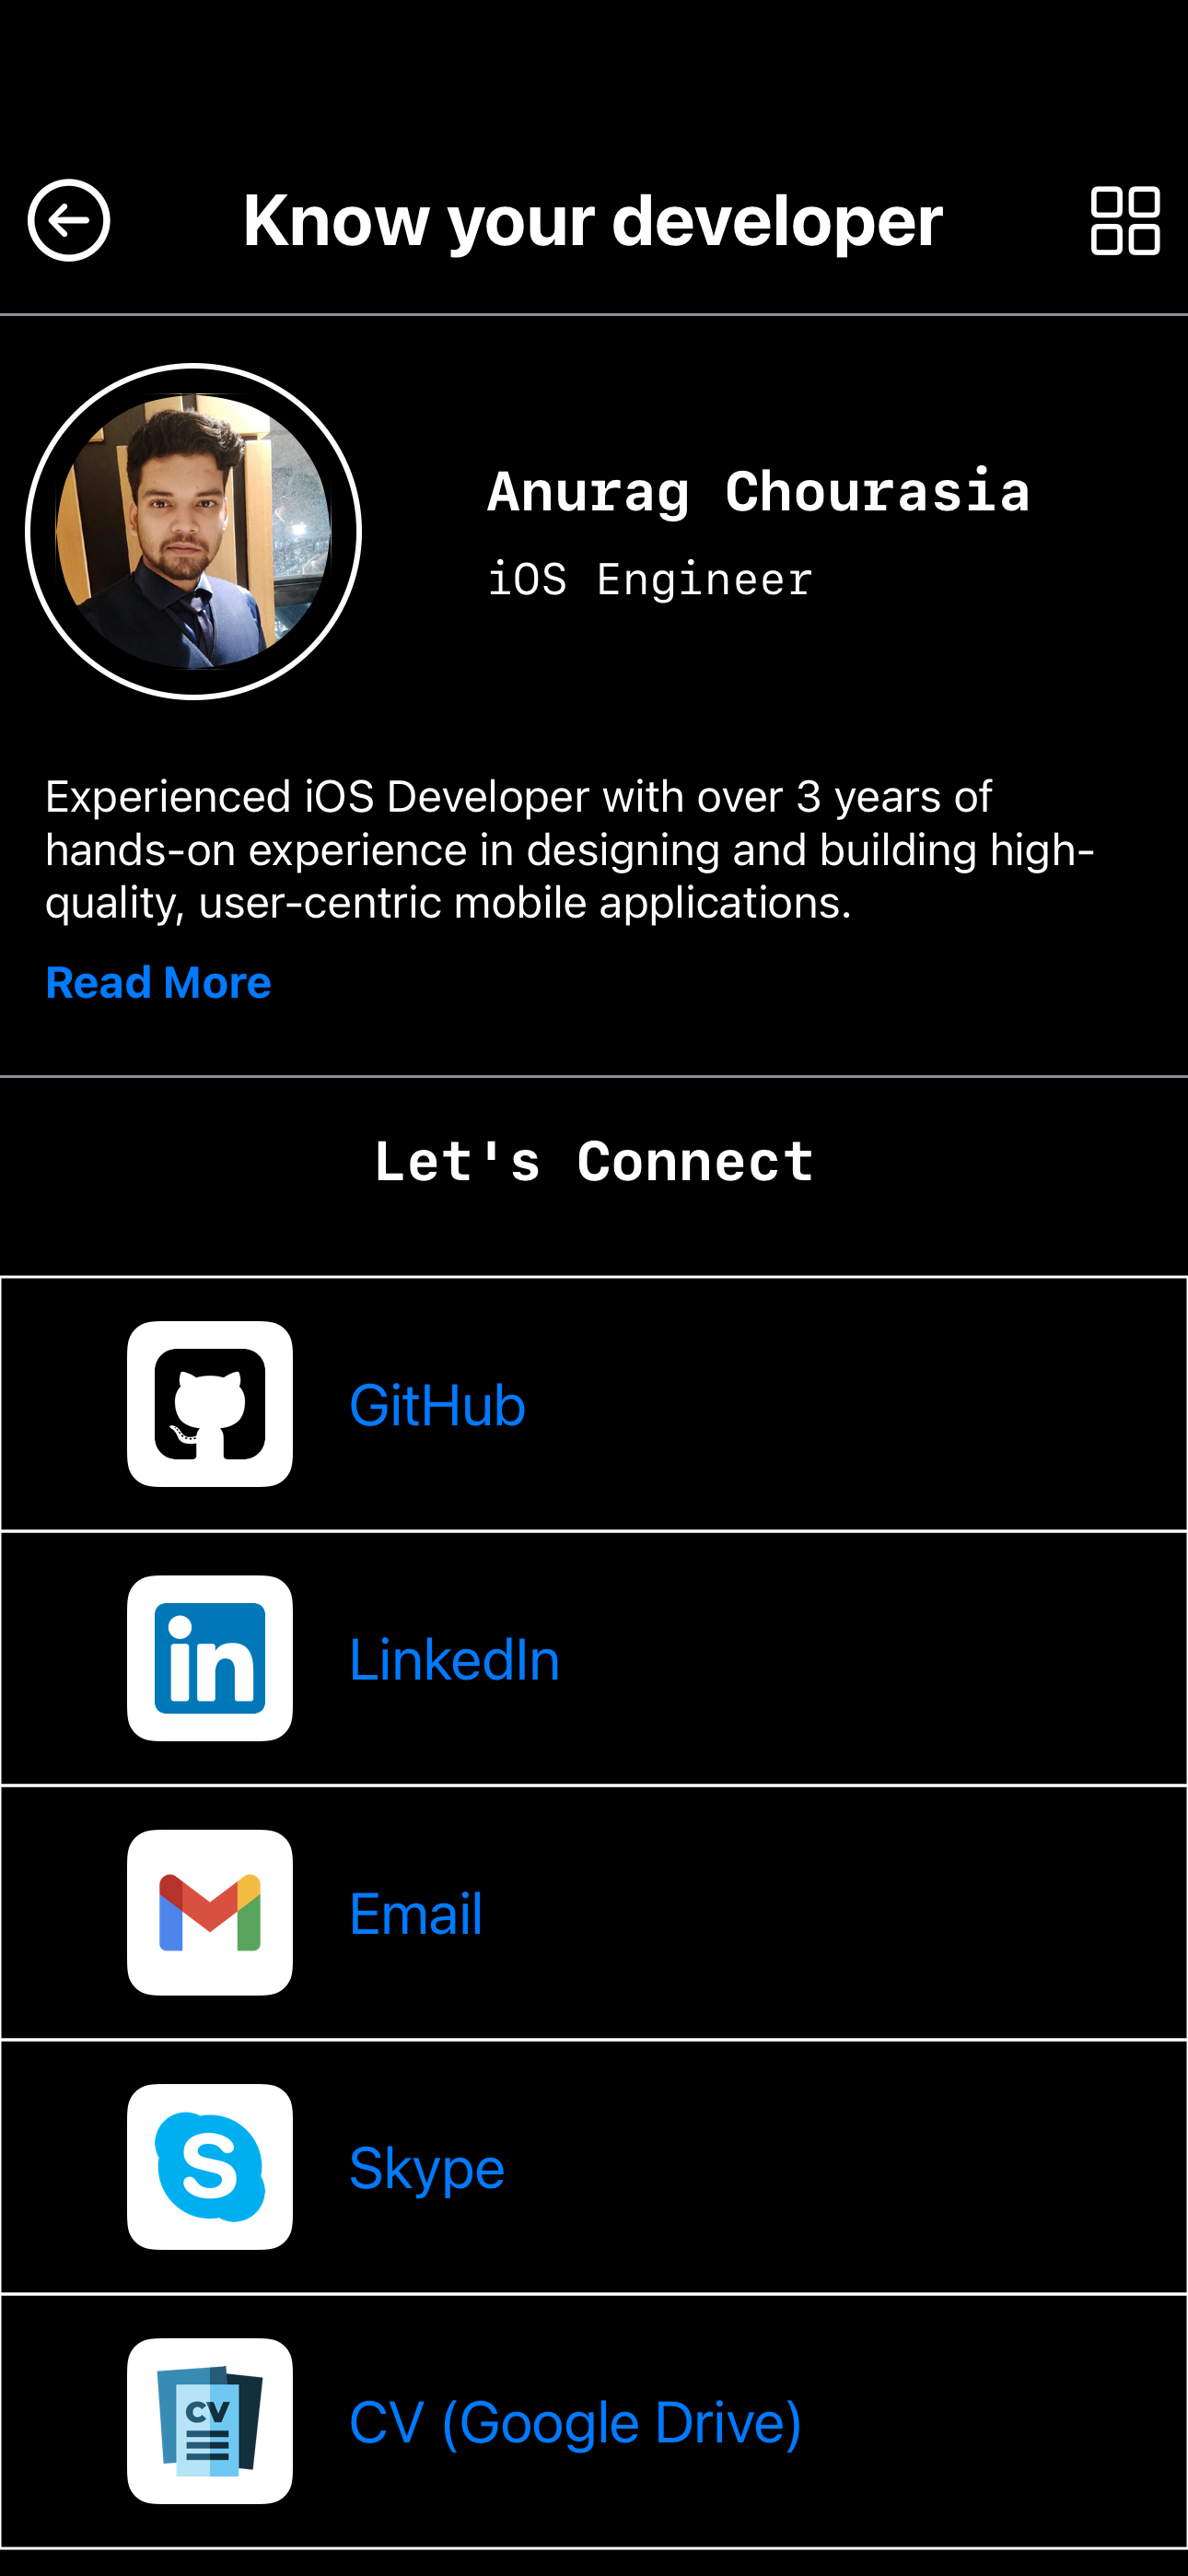 Know your developer
Anurag Chourasia
iOS Engineer
Experienced iOS Developer with over 3 years of
hands-on experience in designing and building high-
quality, user-centric mobile applications.
Read More
Let's Connect
GitHub
in
LinkedIn
M
Email
S
Skype
CV
CV (Google Drive)